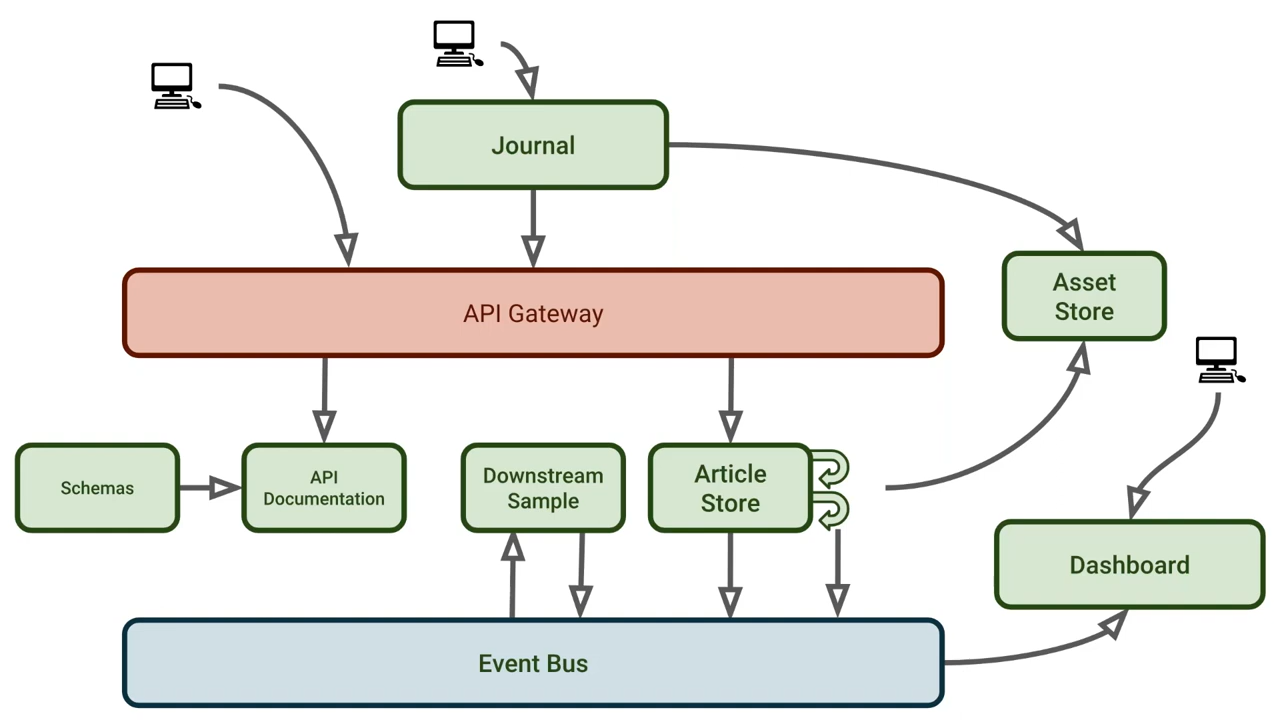 Journal
API Gateway
Asset
Store
Schemas
API
Documentation
Downstream
Sample
Article
Store
Dashboard
Event Bus